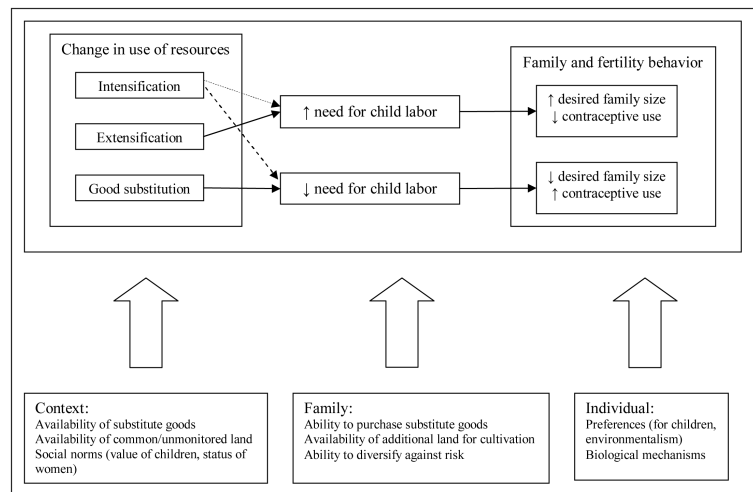 Change in use of resources
Intensification
Extensification
Good substitution
↑ need for child labor
↓ need for child labor
Family and fertility behavior
↑ desired family size
↓ contraceptive use
↓ desired family size
↑ contraceptive use
Context:
Availability of substitute goods
Availability of common/unmonitored land
Social norms (value of children, status of
women)
Family:
Ability to purchase substitute goods
Availability of additional land for cultivation
Ability to diversify against risk
Individual:
Preferences (for children,
environmentalism)
Biological mechanisms